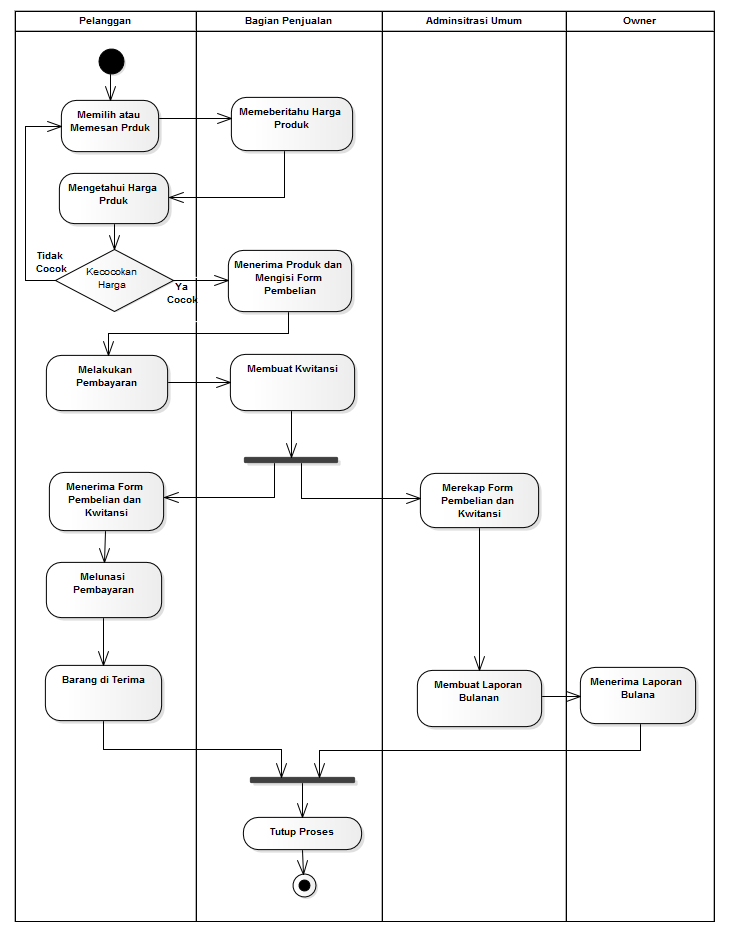 Pelanggan
Bagian Penjualan
Adminsitrasi Umum
Owner
Memilih atau
Memesan Prduk
Memeberitahu Harga
Produk
Mengetahui Harga
Prduk
Tidak
Cocok
Kecocokan
Harga
Ya
Cocok
Menerima Produk dan
Mengisi Form
Pembelian
Melakukan
Pembayaran
Membuat Kwitansi
Menerima Form
Pembelian dan
Kwitansi
Merekap Form
Pembelian dan
Kwitansi
Melunasi
Pembayaran
Barang di Terima
Membuat Laporan
Bulanan
Menerima Laporan
Bulana
Tutup Proses